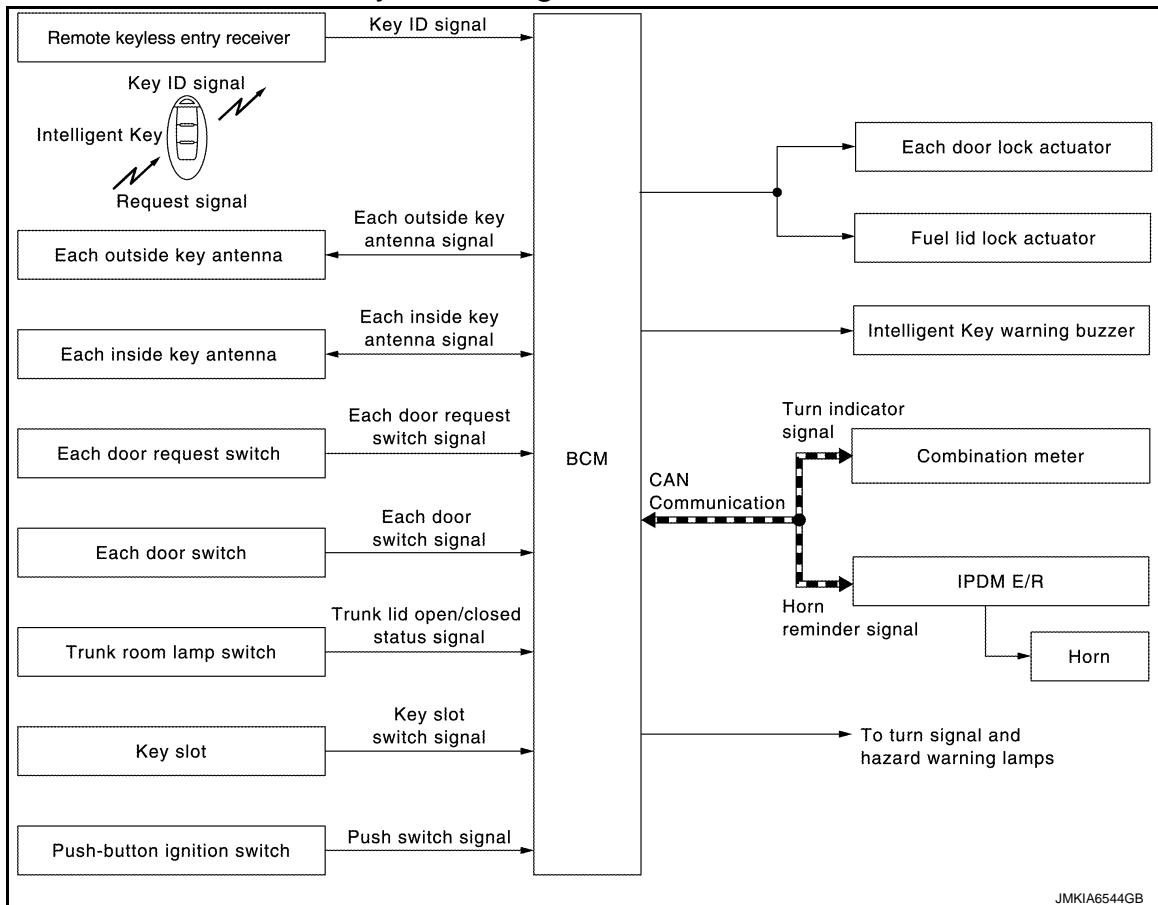 Remote keyless entry receiver
Key ID signal
Key ID signal
Intelligent Key
Request signal
Each outside key antenna
Each outside key
antenna signal
Each inside key antenna
Each inside key
antenna signal
Each door request switch
Each door request
switch signal
Each door switch
Each door
switch signal
Trunk room lamp switch
Trunk lid open/closed
status signal
Key slot
Key slot
switch signal
Push-button ignition switch
Push switch signal
BCM
Each door lock actuator
Fuel lid lock actuator
Intelligent Key warning buzzer
Turn indicator
signal
Combination meter
CAN
Communication
IPDM E/R
Horn
reminder signal
Horn
To turn signal and
hazard warning lamps
JMKIA6544GB